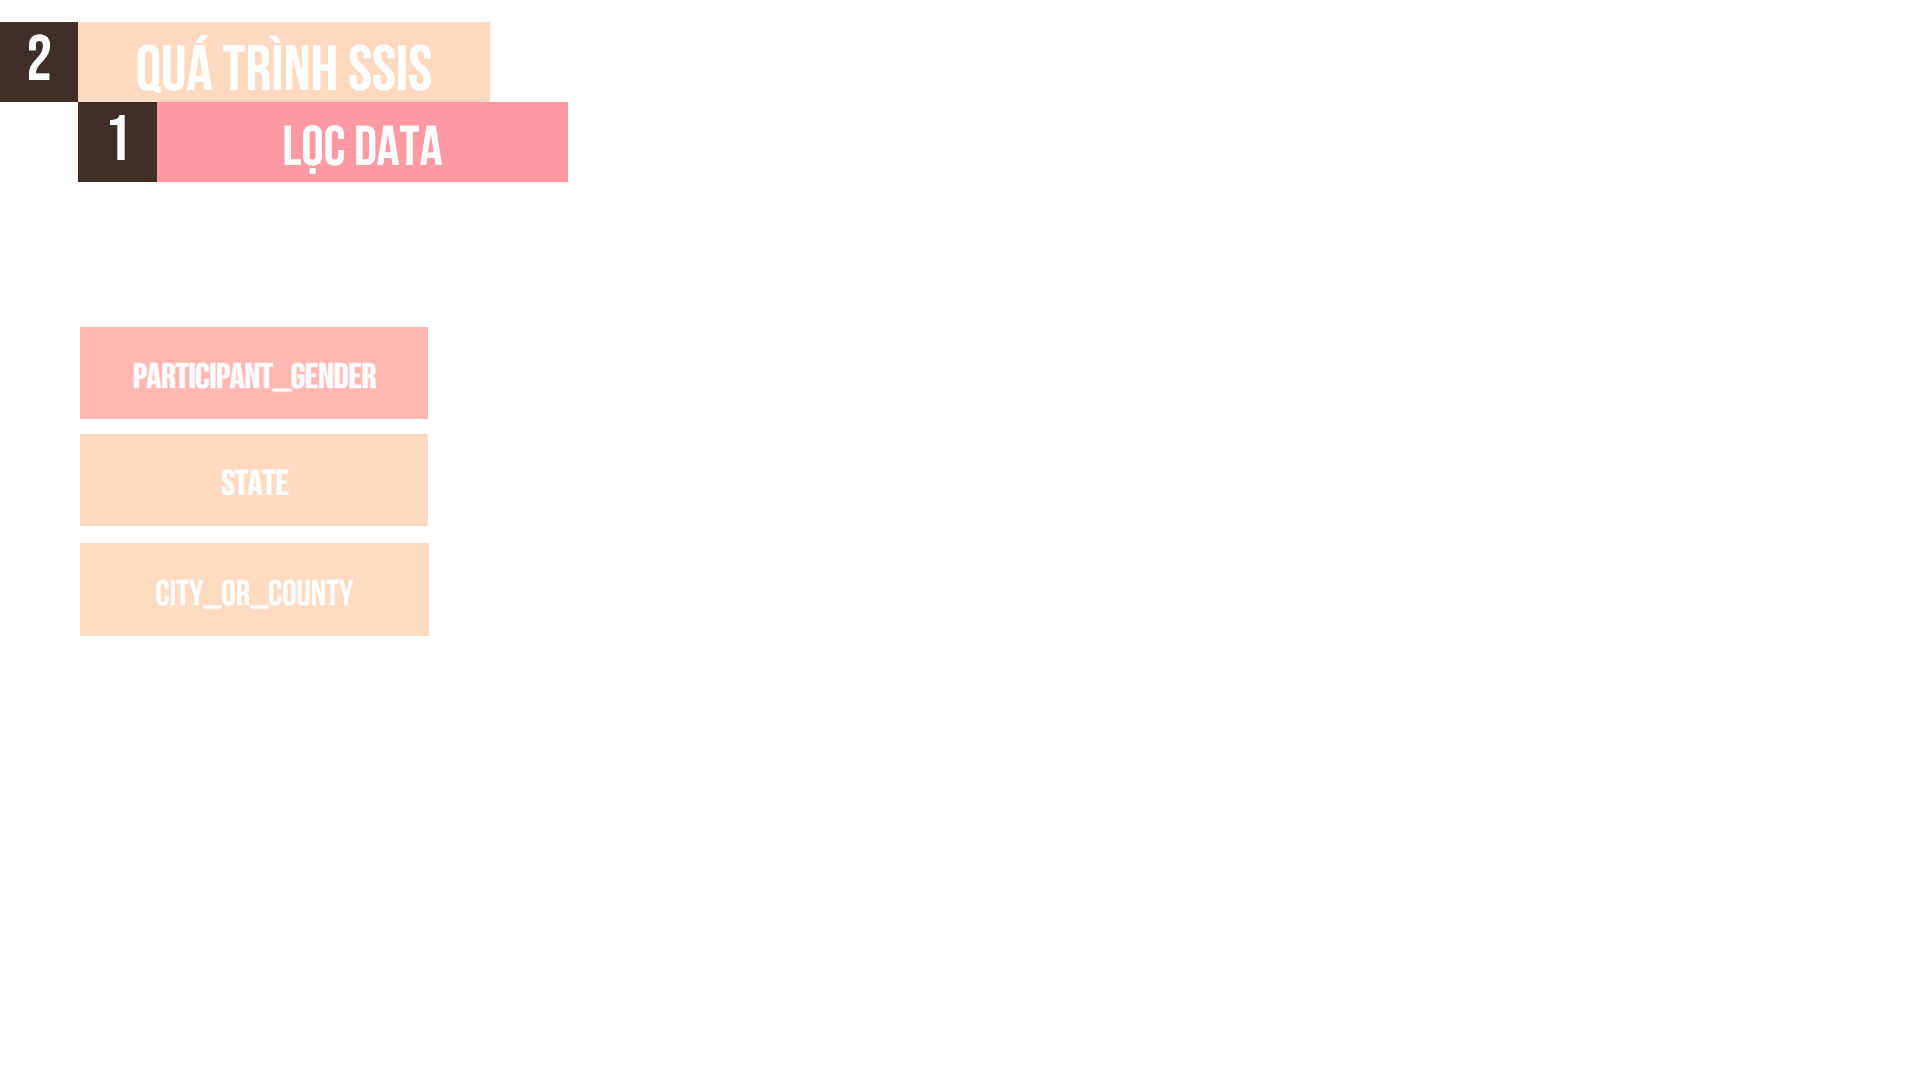 2
QUÁ TRÌNH SSIS
1
LỌC DATA
PARTICIPANT_GENDER
STATE
CITY_OR_COUNTY